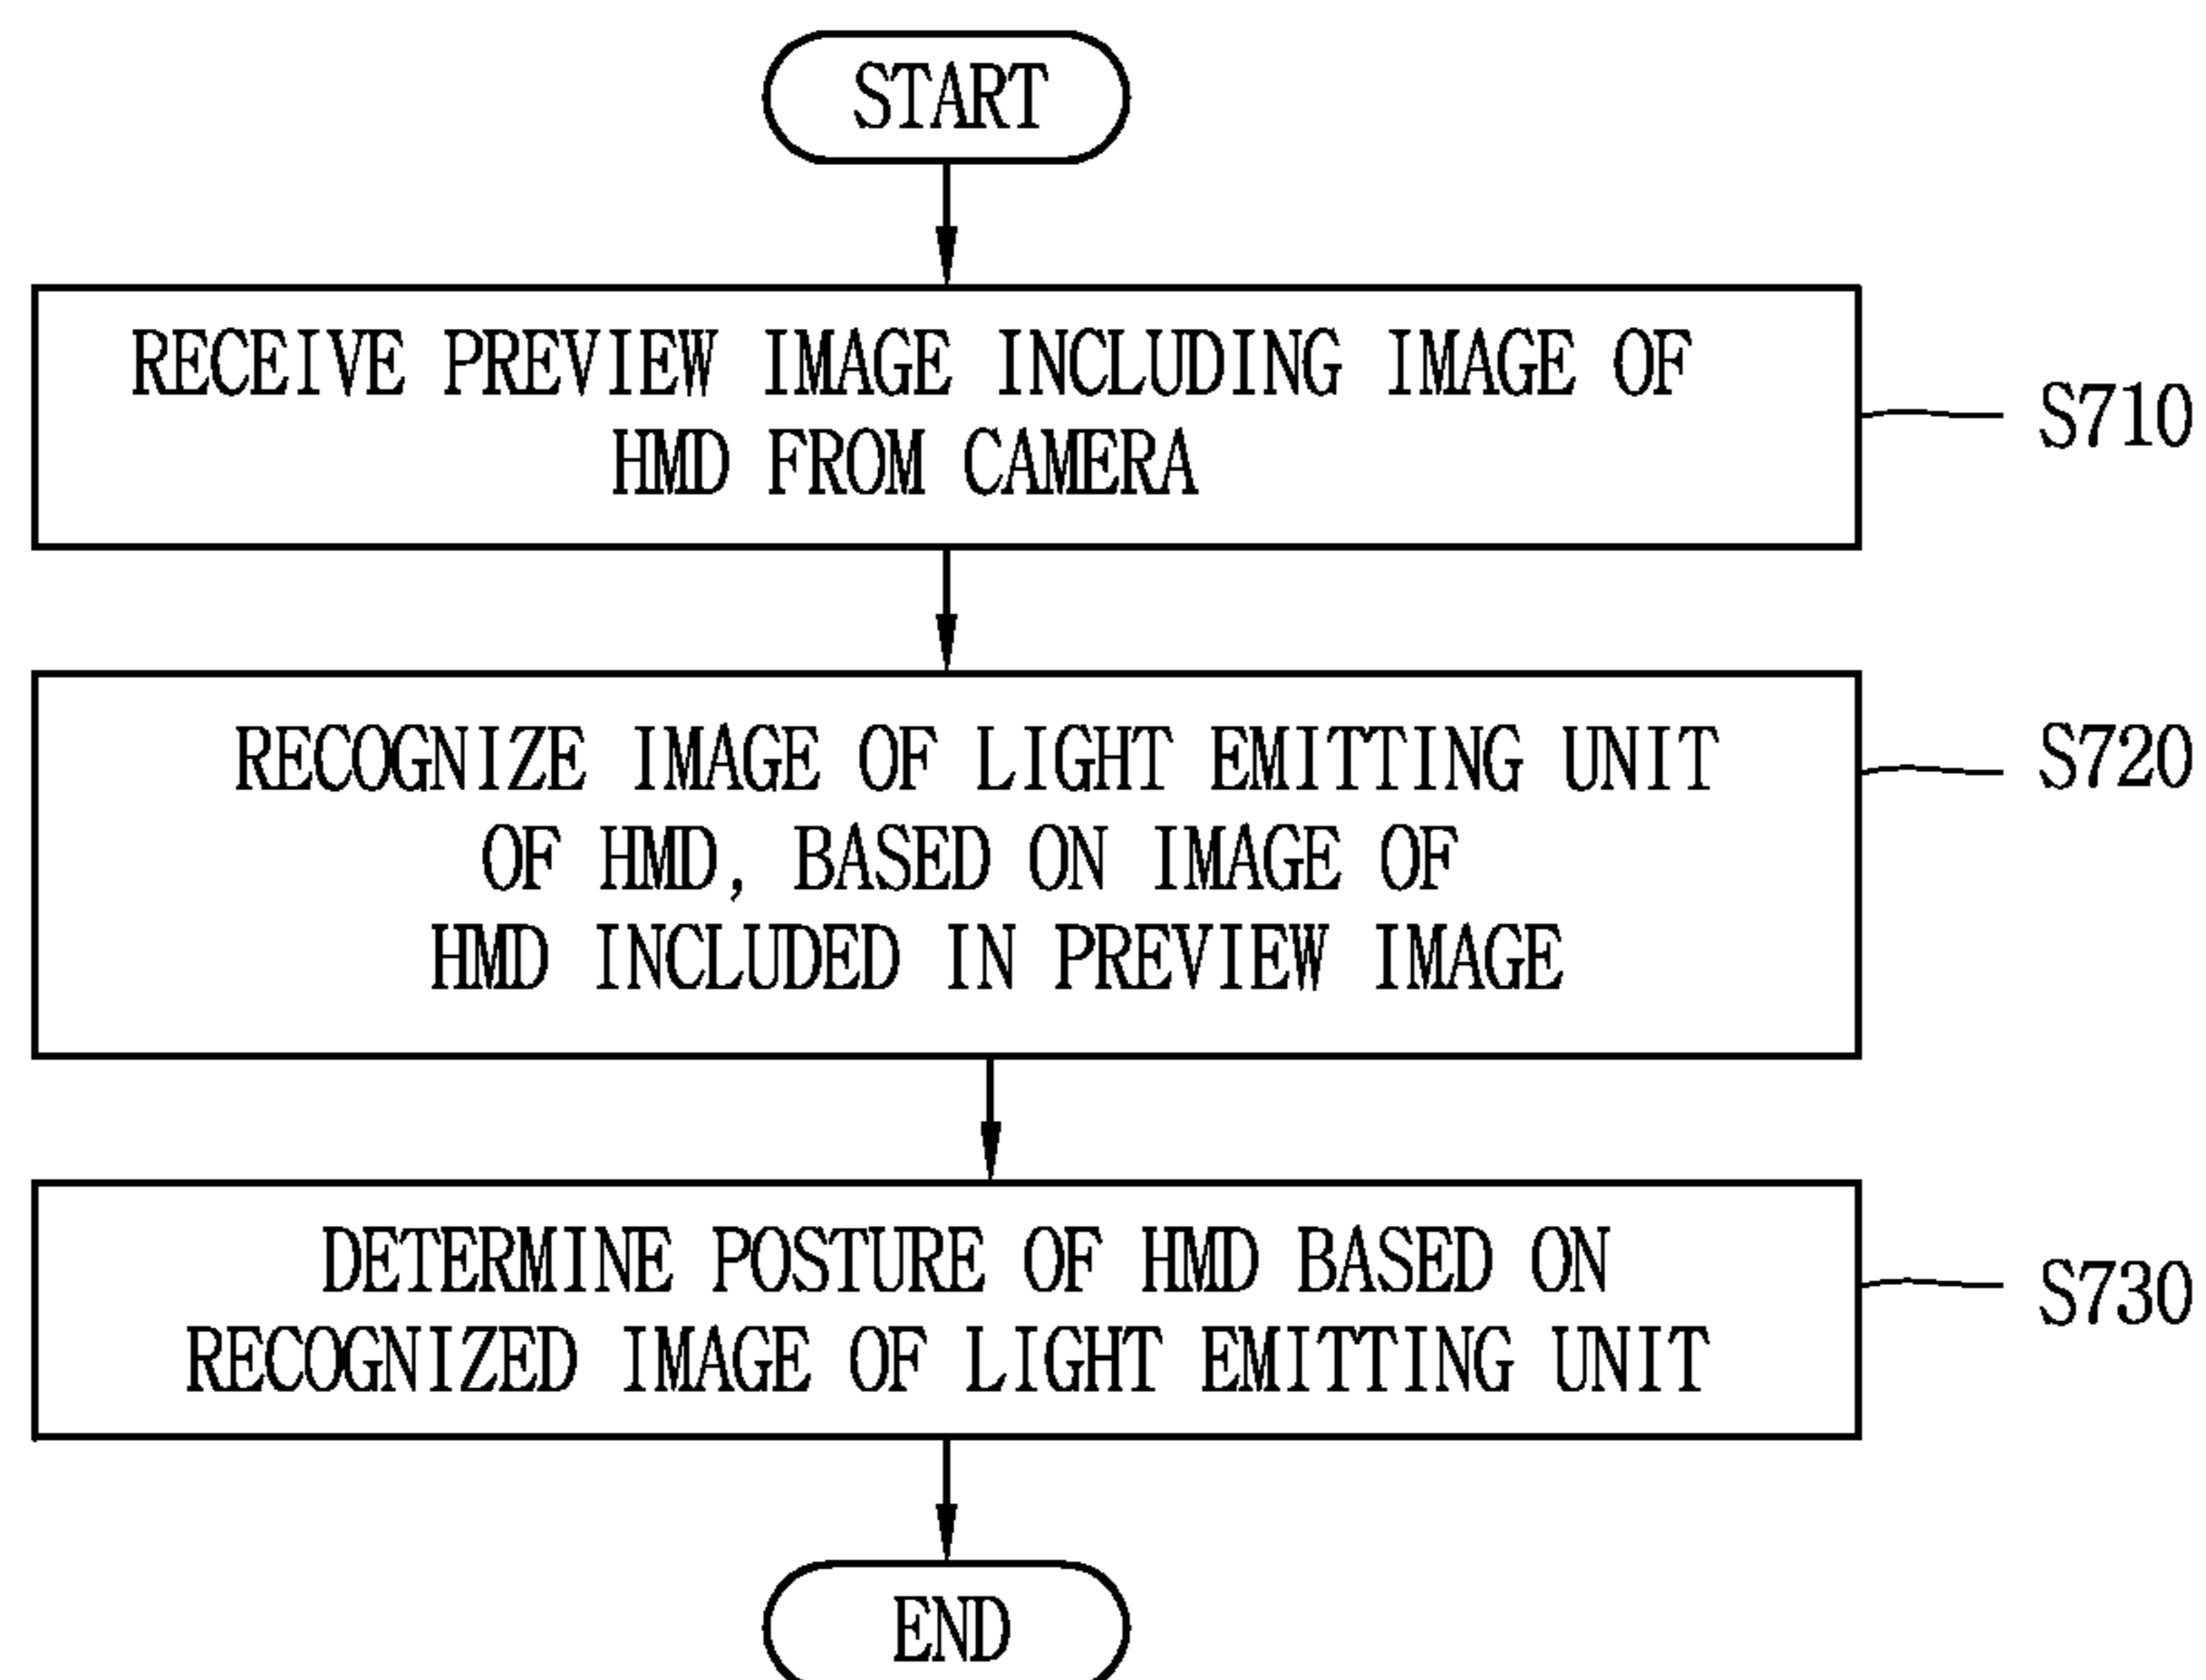 START
RECEIVE PREVIEW IMAGE INCLUDING IMAGE OF
HMD FROM CAMERA
S710
RECOGNIZE IMAGE OF LIGHT EMITTING UNIT
OF HMD, BASED ON IMAGE OF
HMD INCLUDED IN PREVIEW IMAGE
S720
DETERMINE POSTURE OF HMD BASED ON
RECOGNIZED IMAGE OF LIGHT EMITTING UNIT
S730
END